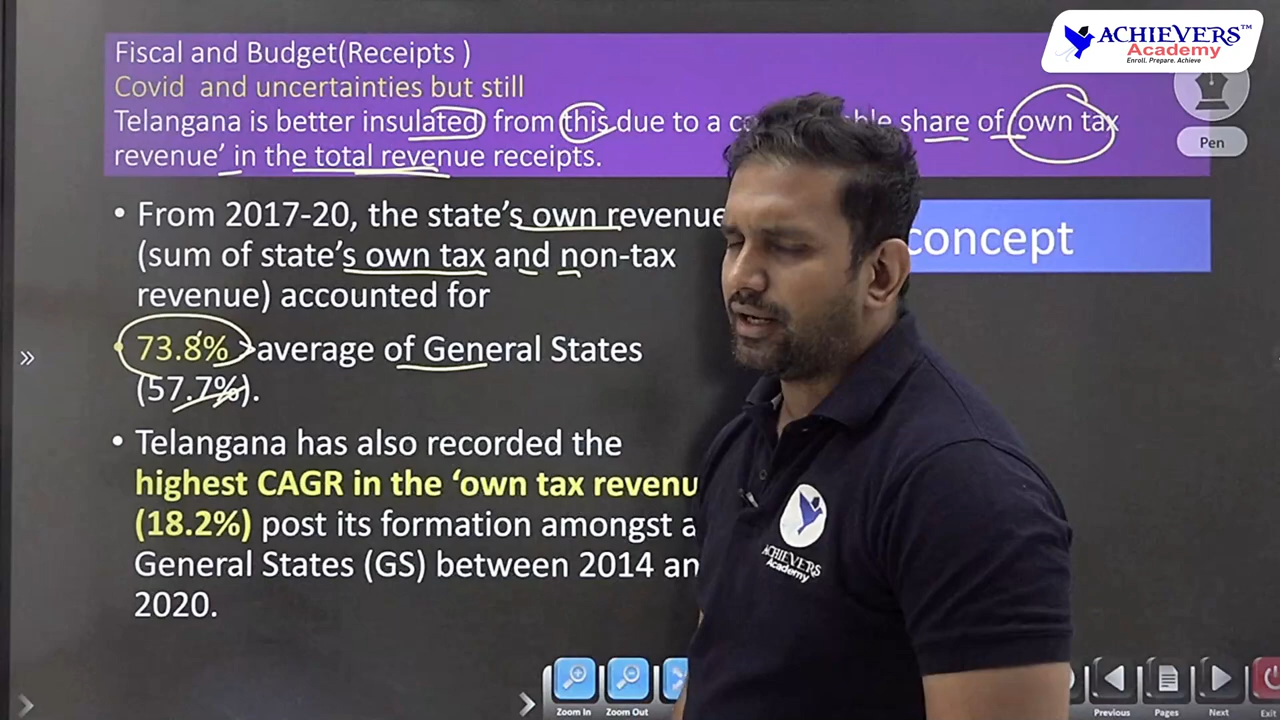 ACHIEVERS™
Academy
Enroll. Prepare. Achieve
Fiscal and Budget(Receipts )
Covid and uncertainties but still
Telangana is better insulated from this due to a share of 'own tax
revenue' in the total revenue receipts.
Pen
From 2017-20, the state's own revenue
(sum of state's own tax and non-tax
revenue) accounted for
concept
73.8% >average of General States
(57.7%).
Telangana has also recorded the
highest CAGR in the 'own tax
(18.2%) post its formation amongst
General States (GS) between 2014
2020.
ACHIEVERS
Academy
Zoom In Zoom Out Previous Pages Next Exit